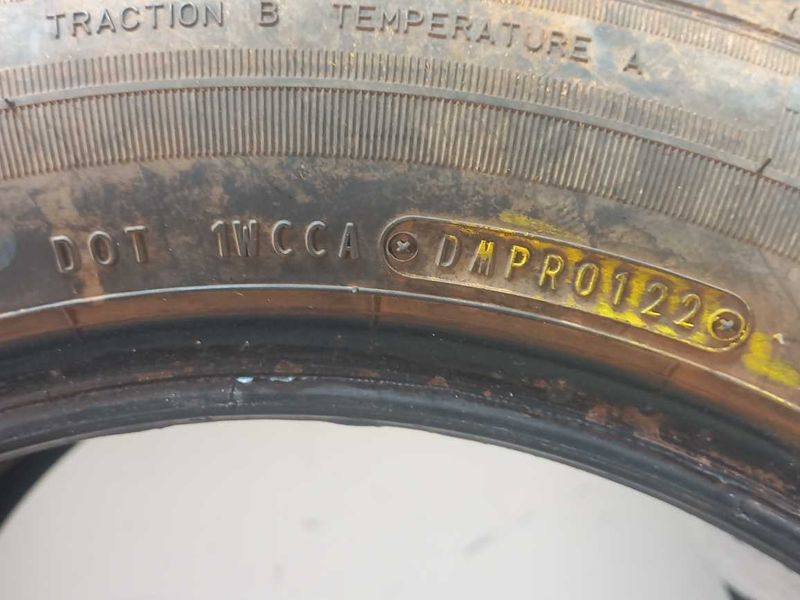 TRACTION B TEMPERATURE A
DOT 1WCCA DMPR0122